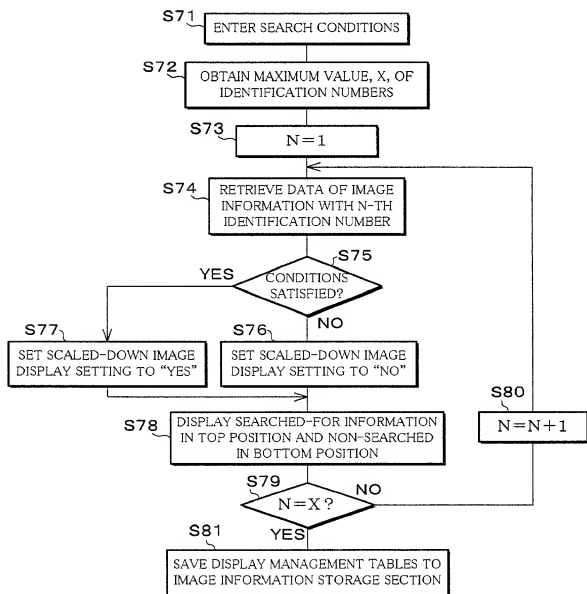 S71
ENTER SEARCH CONDITIONS
S72
OBTAIN MAXIMUM VALUE, X, OF
IDENTIFICATION NUMBERS
S73
N=1
S74
RETRIEVE DATA OF IMAGE
INFORMATION WITH N-TH
IDENTIFICATION NUMBER
S75
CONDITIONS
SATISFIED?
YES
NO
S77
SET SCALED-DOWN IMAGE
DISPLAY SETTING TO "YES"
S76
SET SCALED-DOWN IMAGE
DISPLAY SETTING TO "NO"
S78
DISPLAY SEARCHED-FOR INFORMATION
IN TOP POSITION AND NON-SEARCHED
IN BOTTOM POSITION
S80
N=N+1
S79
N=X?
NO
YES
S81
SAVE DISPLAY MANAGEMENT TABLES TO
IMAGE INFORMATION STORAGE SECTION